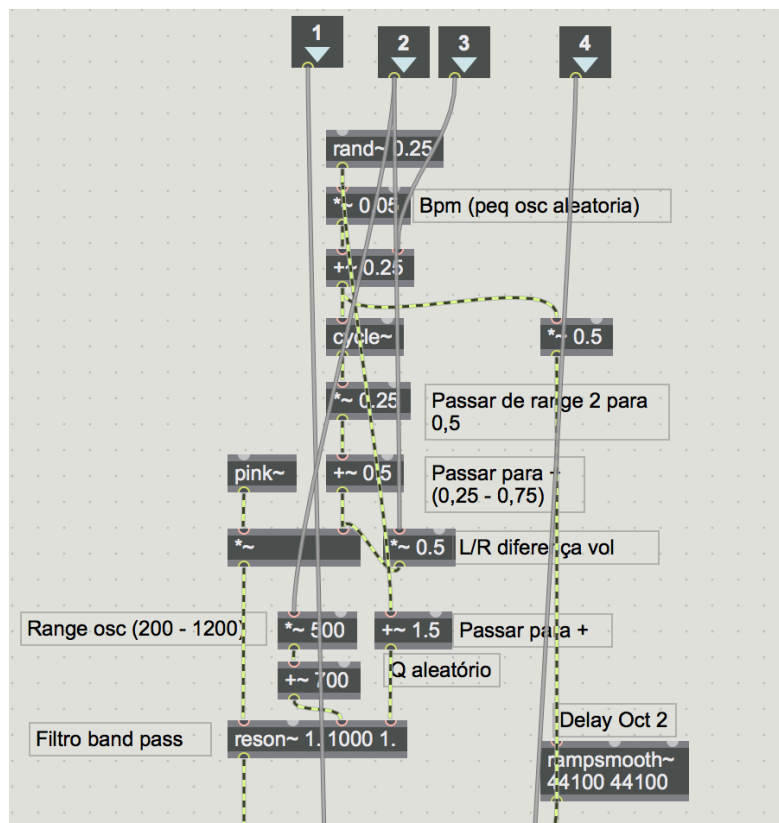 1
2
3
4
rand~ 0.25
*~ 0.05
Bpm (peq osc aleatoria)
+~ 0.25
cycle~
*~ 0.5
*~ 0.25
Passar de range 2 para
0,5
pink~
+~ 0.5
Passar para +
(0,25 - 0,75)
*~
*~ 0.5
L/R diferença vol
Range osc (200 - 1200)
*~ 500
+~ 1.5
Passar para +
+~ 700
Q aleatório
Filtro band pass
reson~ 1. 1000 1.
Delay Oct 2
rampsmooth~
44100 44100